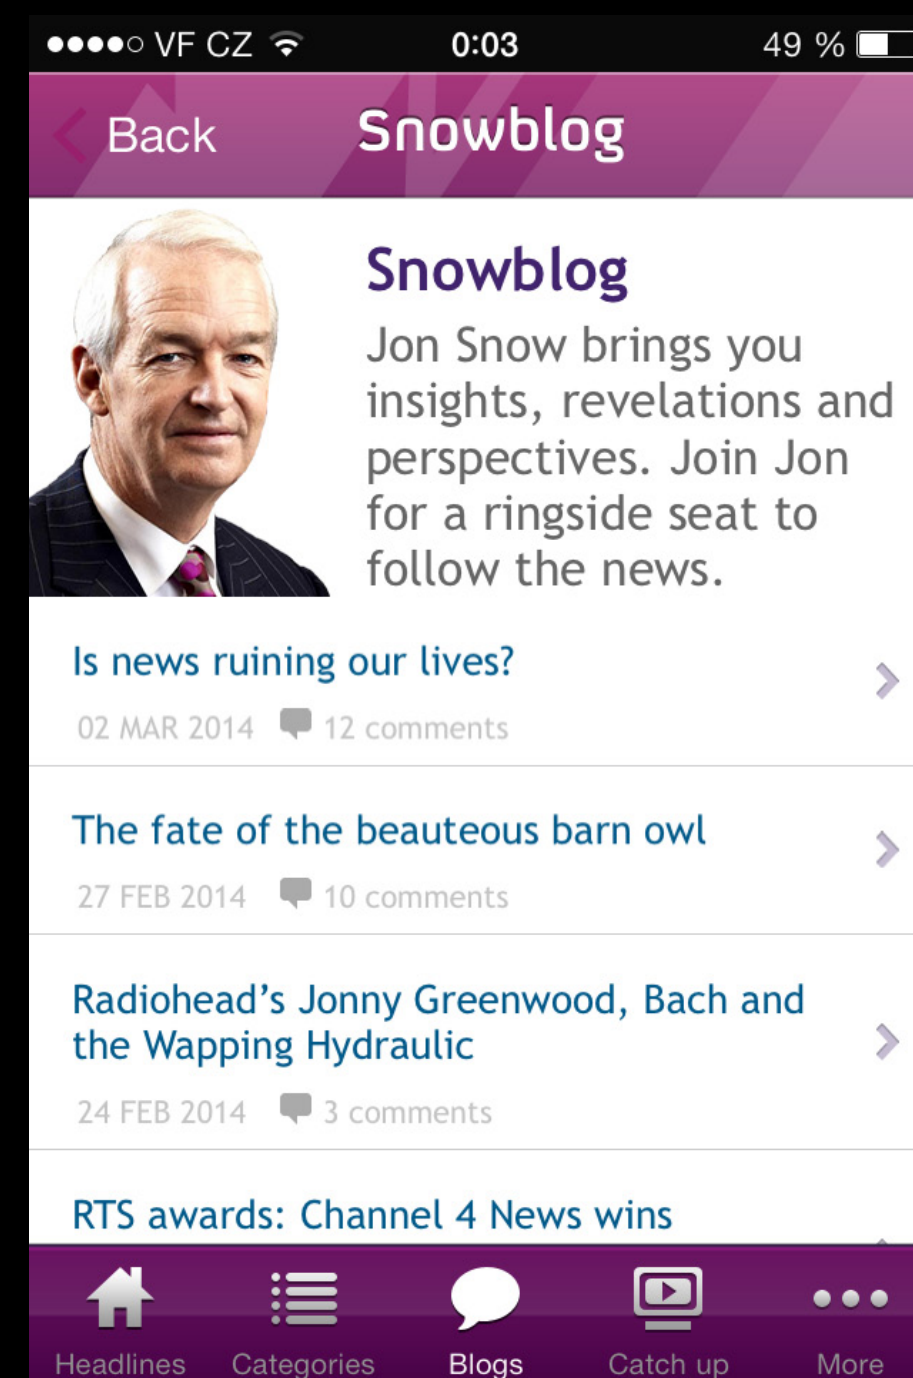 VF CZ 0:03 49 %
Back Snowblog
Snowblog
Jon Snow brings you
insights, revelations and
perspectives. Join Jon
for a ringside seat to
follow the news.
Is news ruining our lives?
02 MAR 2014 12 comments
The fate of the beauteous barn owl
27 FEB 2014 10 comments
Radiohead’s Jonny Greenwood, Bach and
the Wapping Hydraulic
24 FEB 2014 3 comments
RTS awards: Channel 4 News wins
Headlines Categories Blogs Catch up More